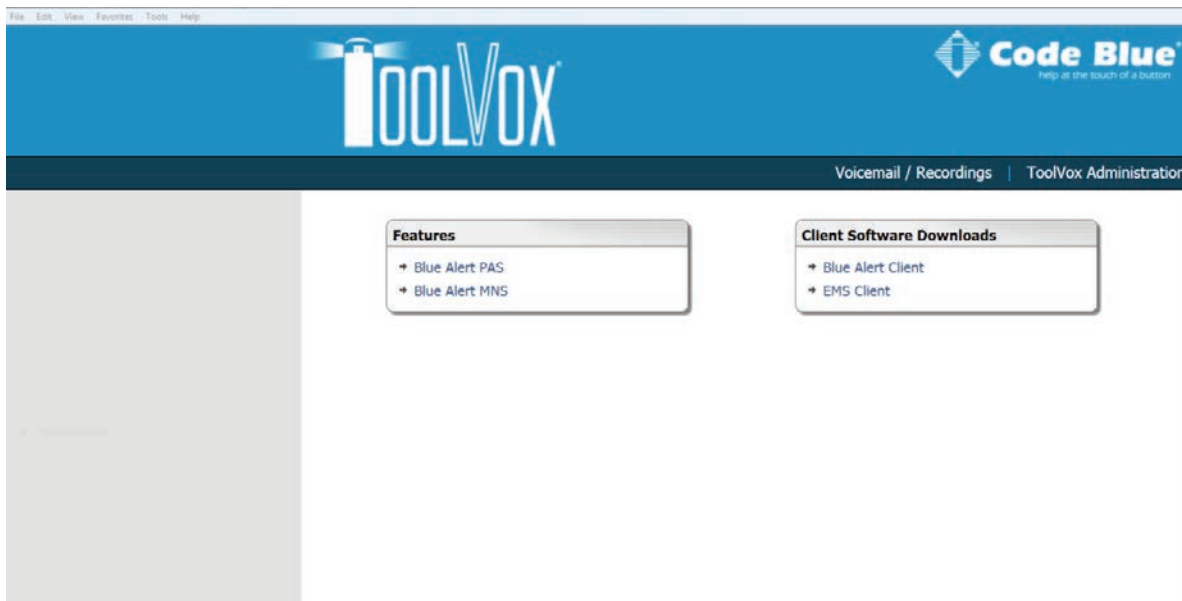 File Edit View Favorites Tools Help
TOOLVOX®
Code Blue®
help at the touch of a button
Voicemail / Recordings | ToolVox Administration
Features
Blue Alert PAS
Blue Alert MNS
Client Software Downloads
Blue Alert Client
EMS Client